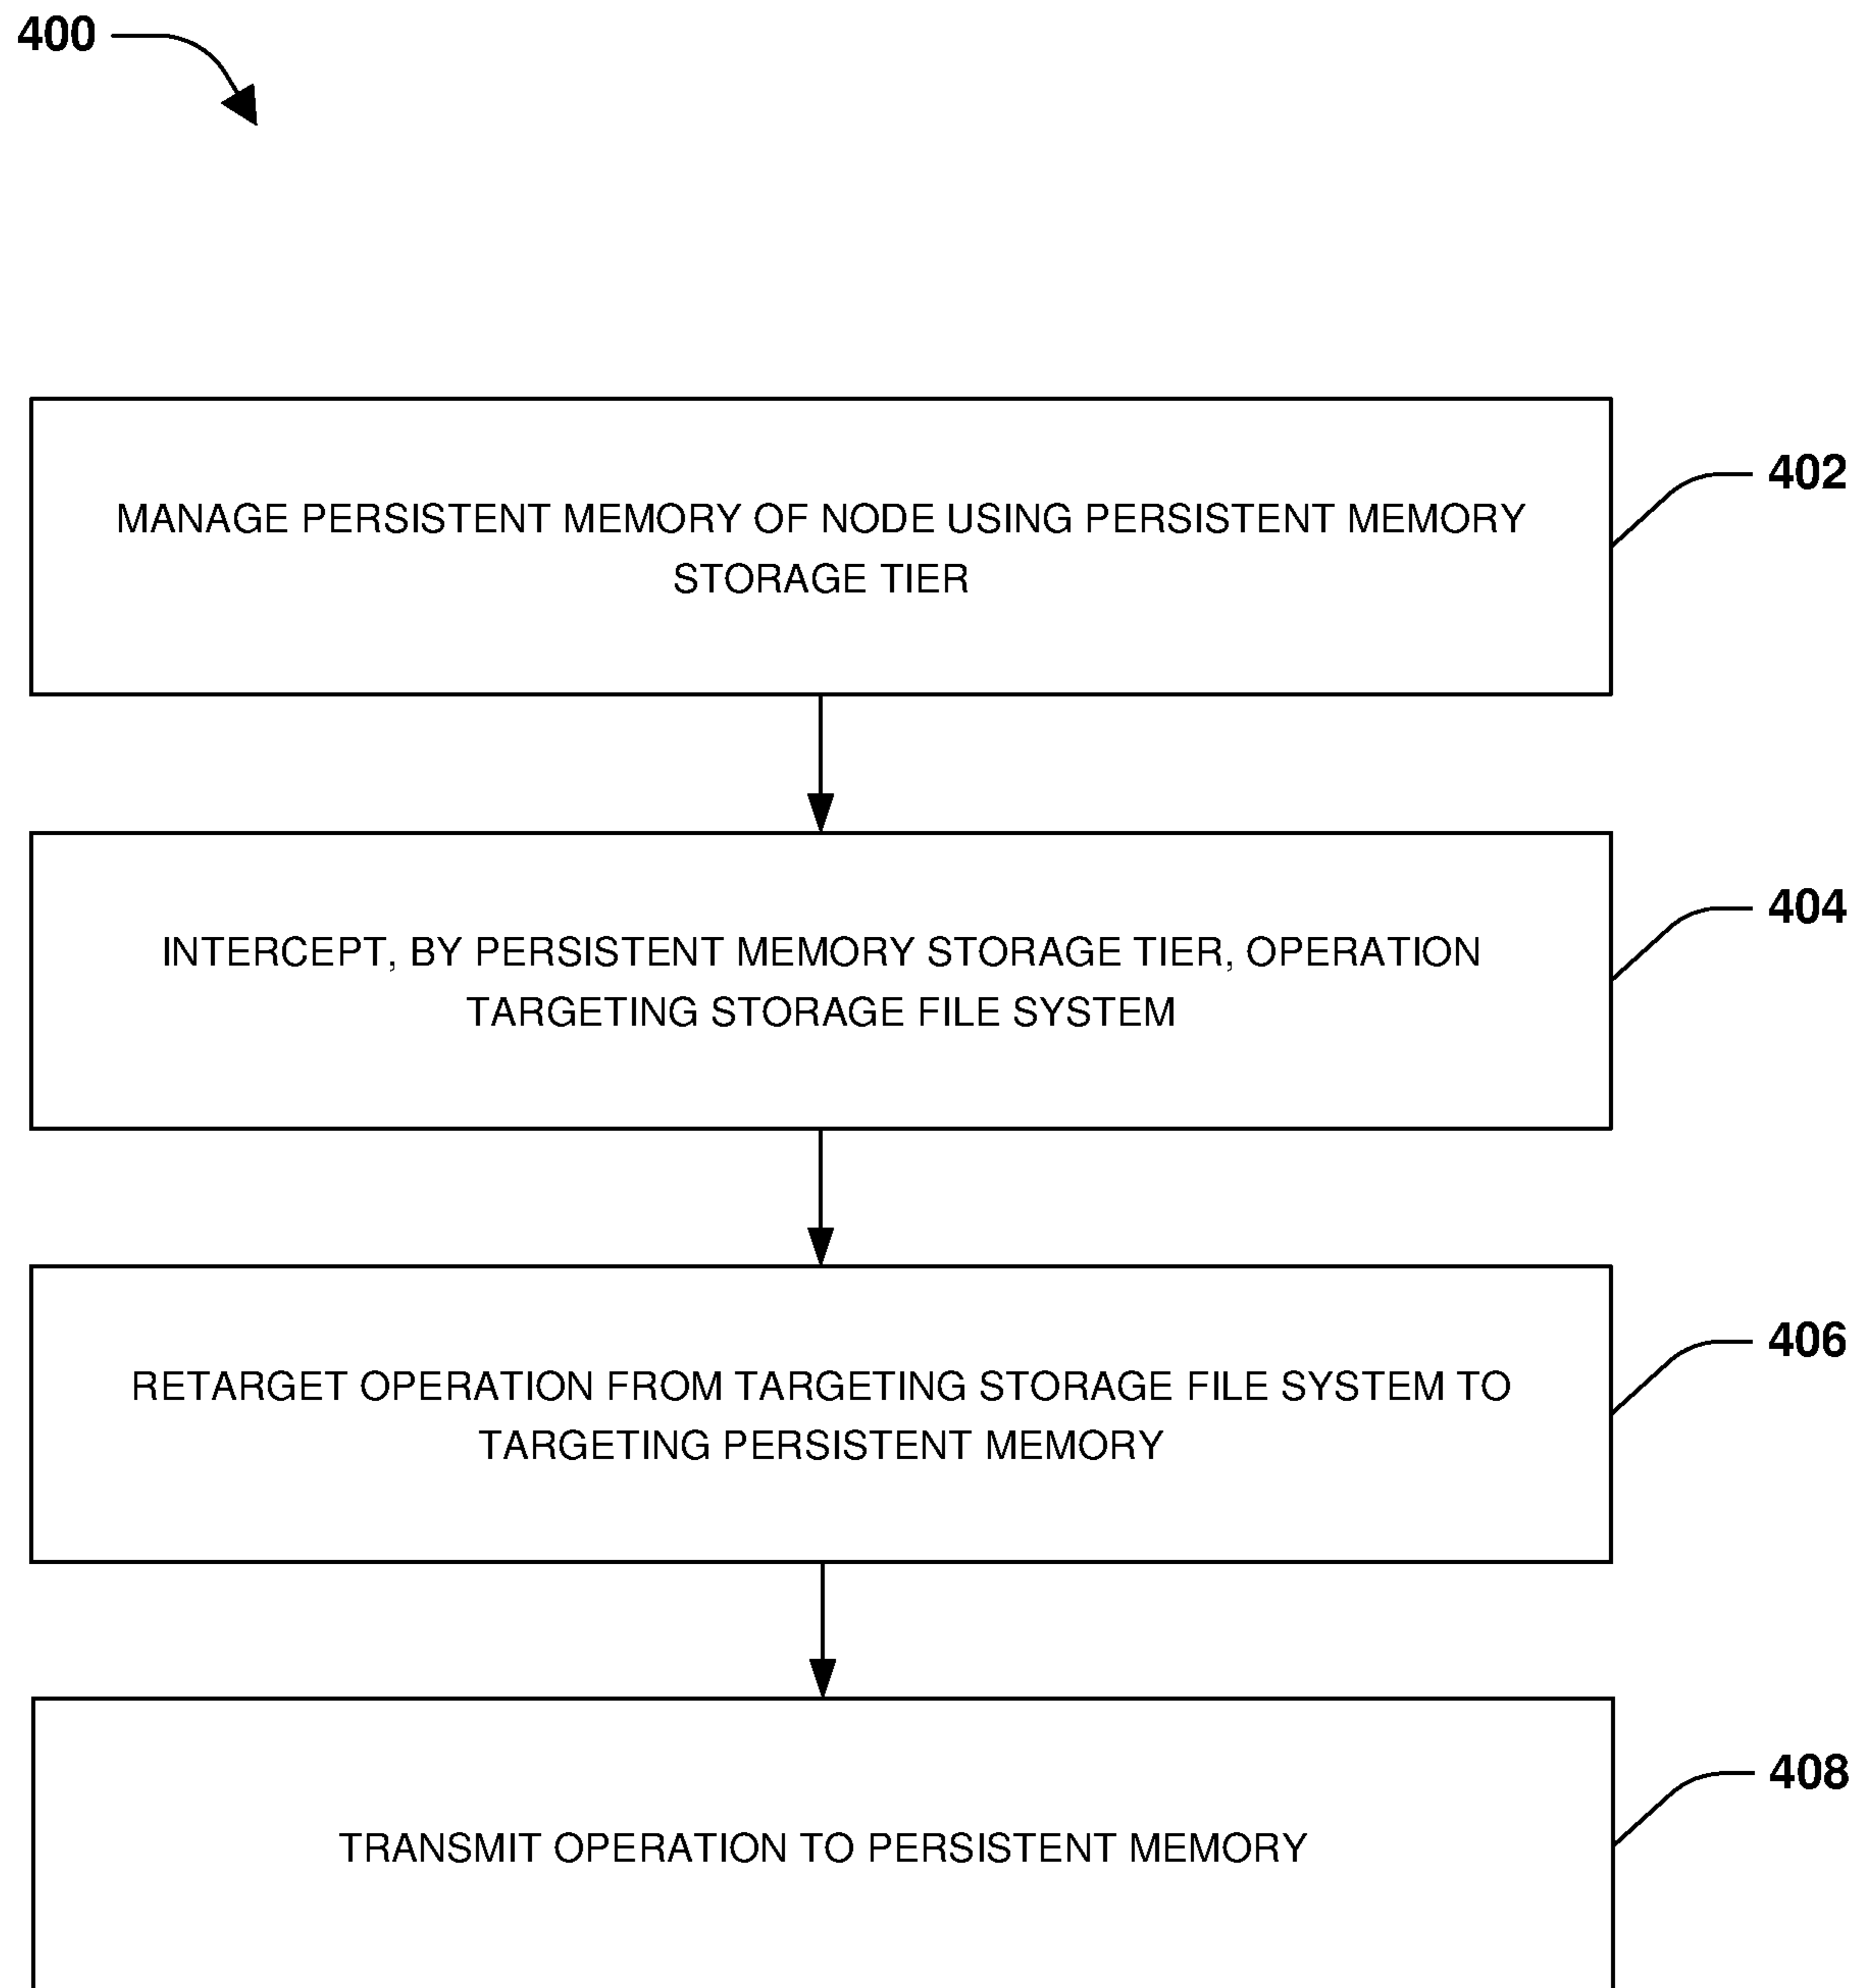 400
MANAGE PERSISTENT MEMORY OF NODE USING PERSISTENT MEMORY
STORAGE TIER
402
INTERCEPT, BY PERSISTENT MEMORY STORAGE TIER, OPERATION
TARGETING STORAGE FILE SYSTEM
404
RETARGET OPERATION FROM TARGETING STORAGE FILE SYSTEM TO
TARGETING PERSISTENT MEMORY
406
TRANSMIT OPERATION TO PERSISTENT MEMORY
408